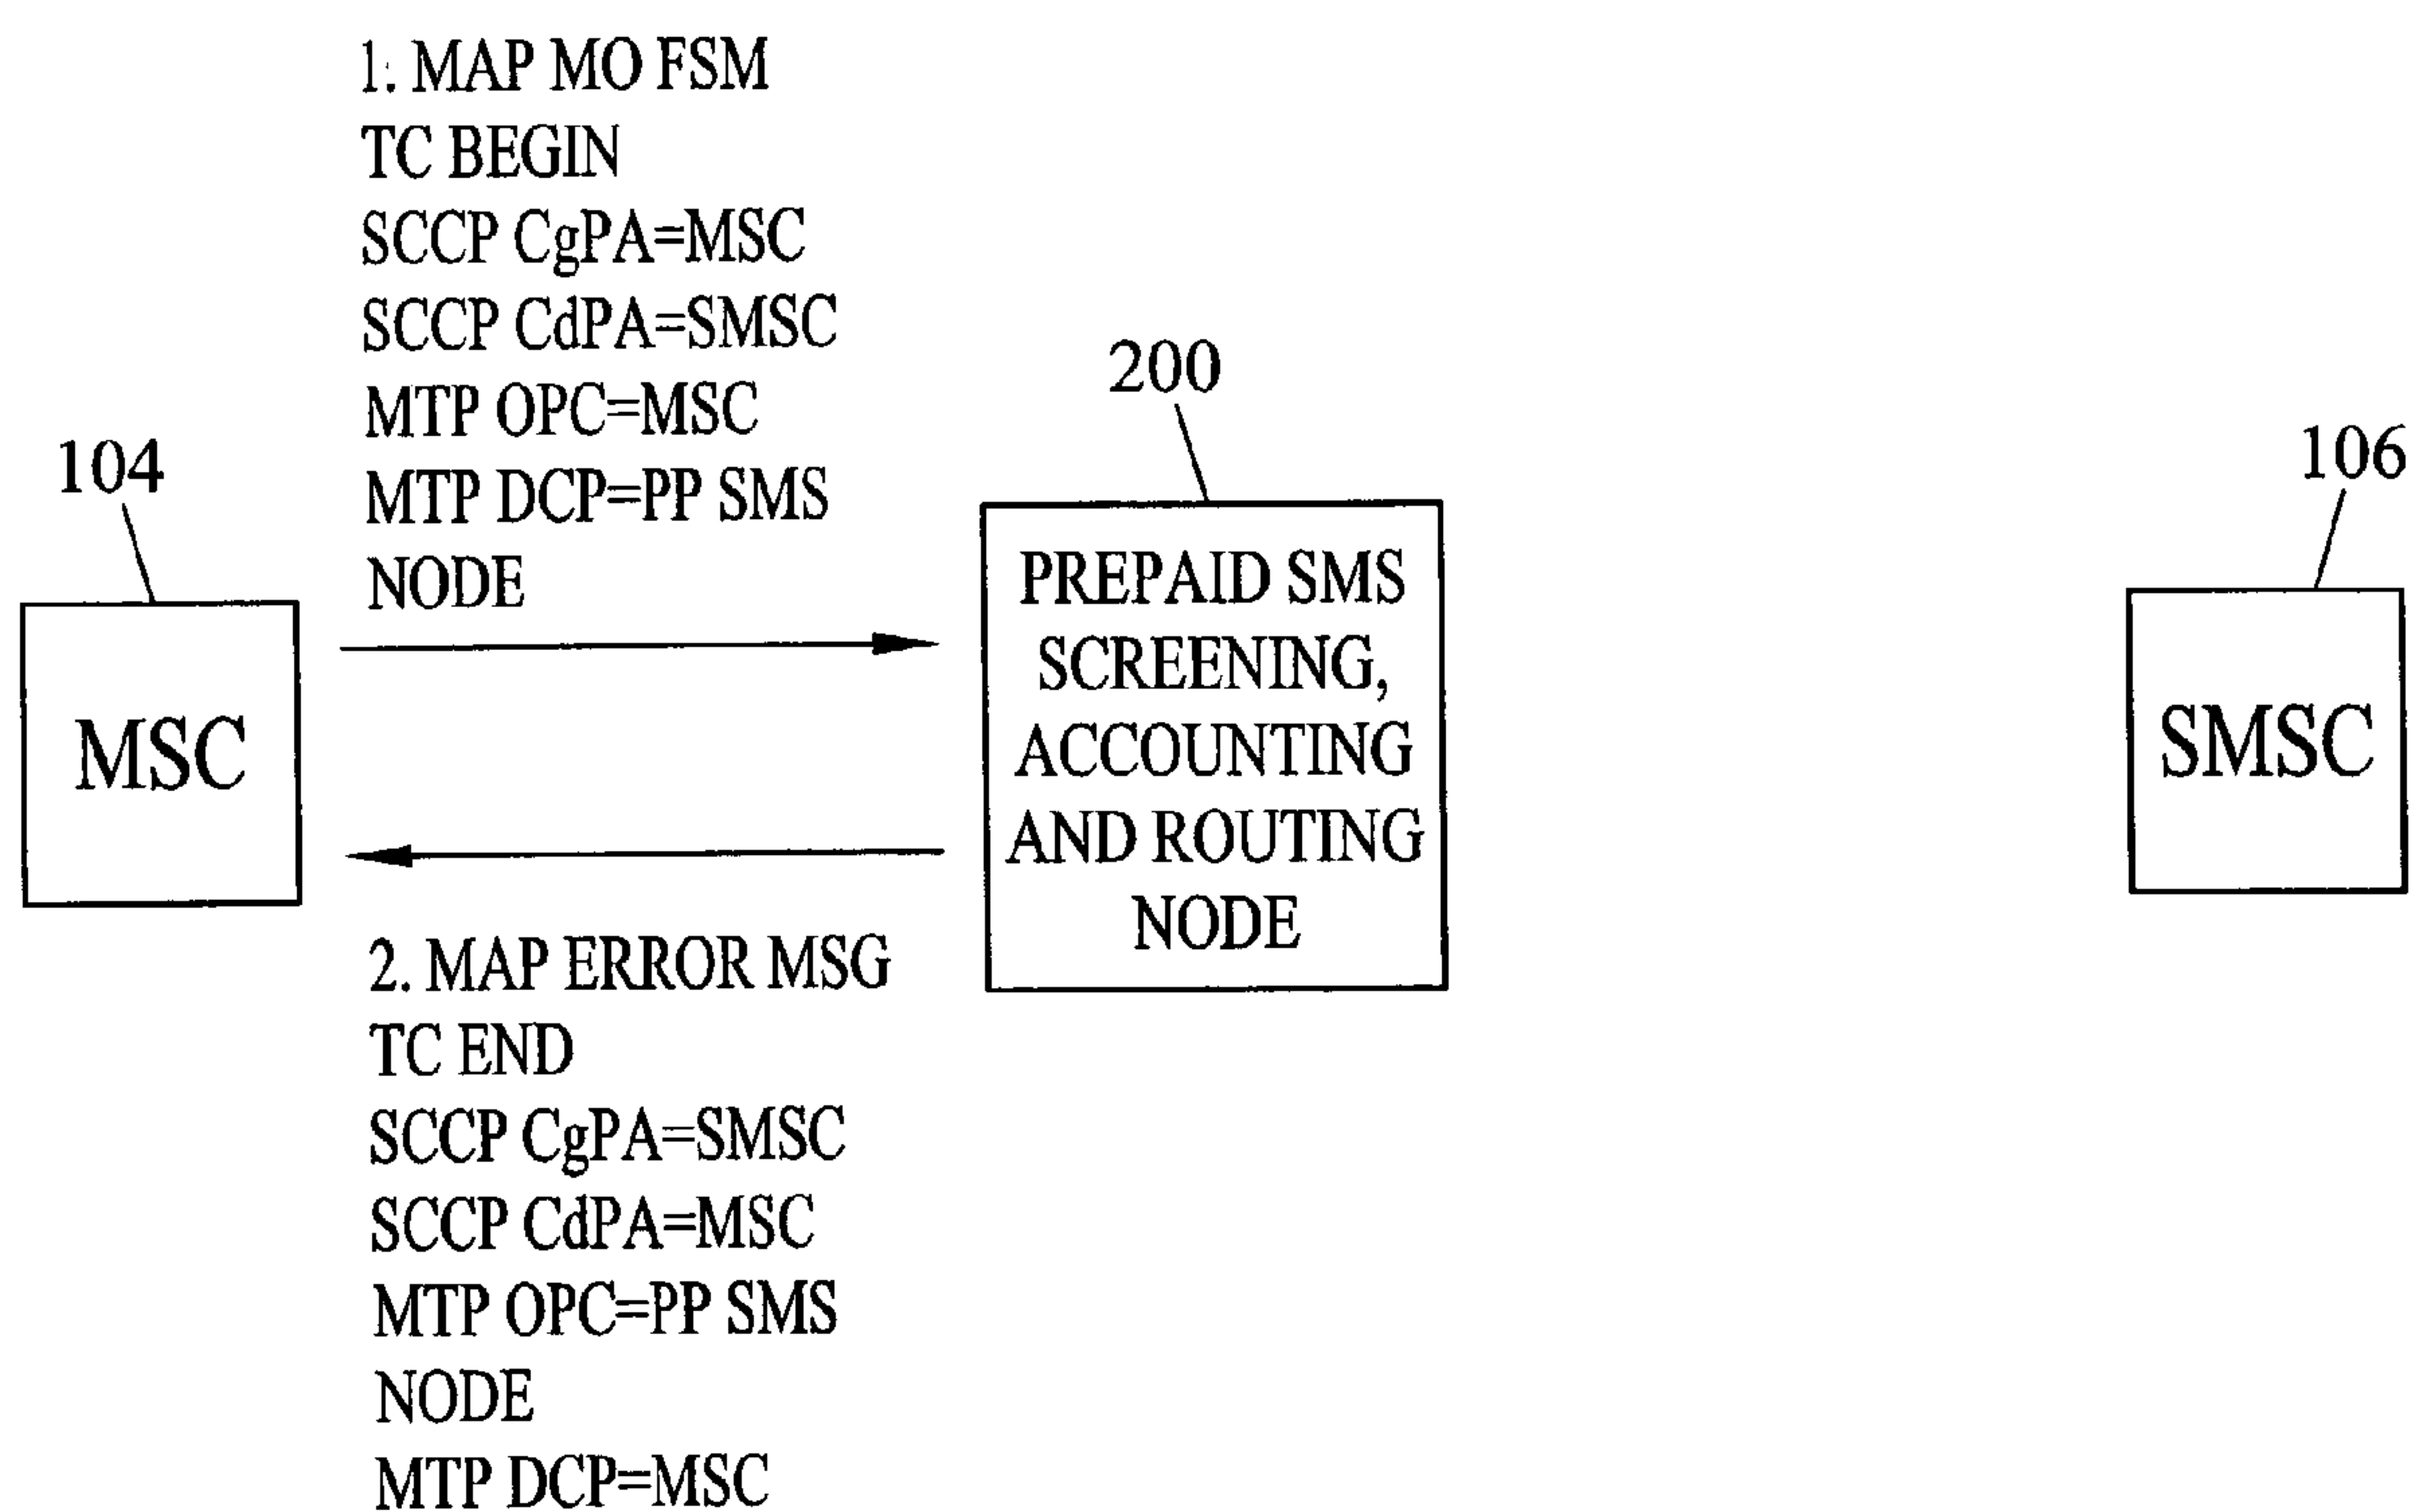 1. MAP MO FSM
TC BEGIN
SCCP CgPA=MSC
SCCP CdPA=SMSC
MTP OPC=MSC
MTP DCP=PP SMS
NODE
104
MSC
200
PREPAID SMS
SCREENING,
ACCOUNTING
AND ROUTING
NODE
106
SMSC
2. MAP ERROR MSG
TC END
SCCP CgPA=SMSC
SCCP CdPA=MSC
MTP OPC=PP SMS
NODE
MTP DCP=MSC